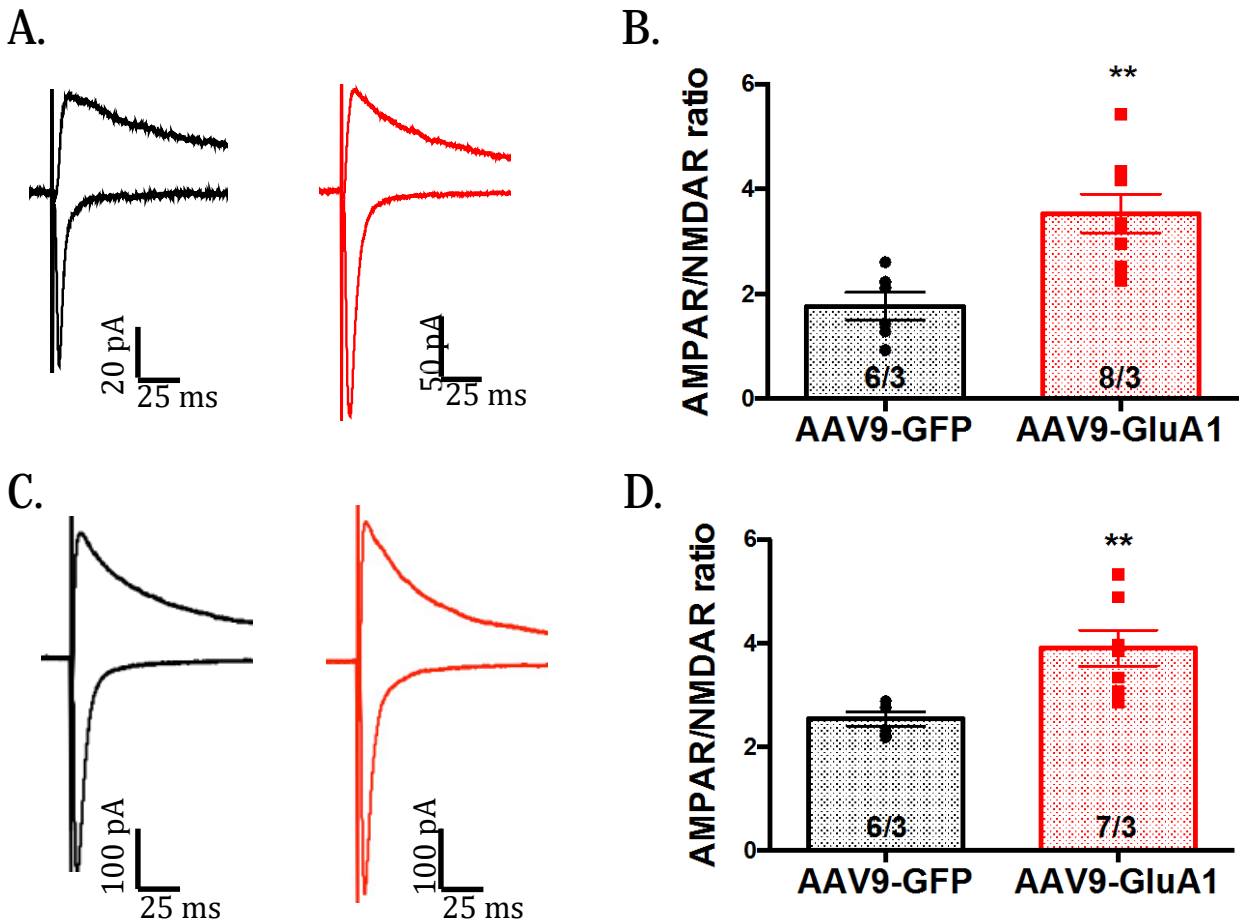 A.
20 pA
25 ms
50 pA
25 ms
B.
AMPAR/NMDAR ratio
6
4
2
0
**
6/3
8/3
AAV9-GFP
AAV9-GluA1
C.
100 pA
25 ms
100 pA
25 ms
D.
AMPAR/NMDAR ratio
6
4
2
0
**
6/3
7/3
AAV9-GFP
AAV9-GluA1